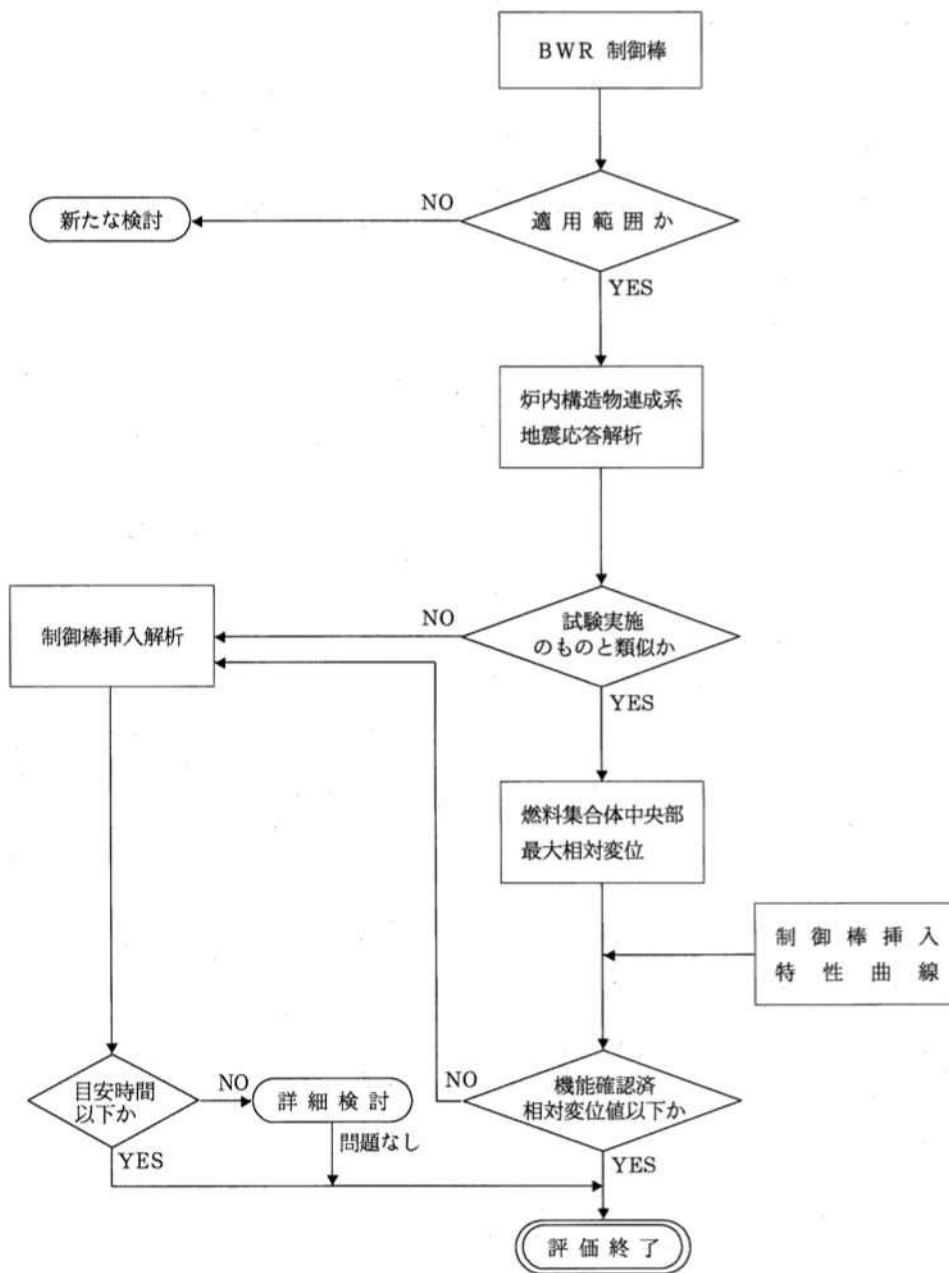 BWR 制御棒
NO
新たな検討
適用範囲か
YES
炉内構造物連成系
地震応答解析
制御棒挿入解析
NO
試験実施
のものと類似か
YES
燃料集合体中央部
最大相対変位
制御棒挿入
特性曲線
目安時間
以下か
NO
詳細検討
NO
機能確認済
相対変位値以下か
問題なし
YES
YES
評価終了